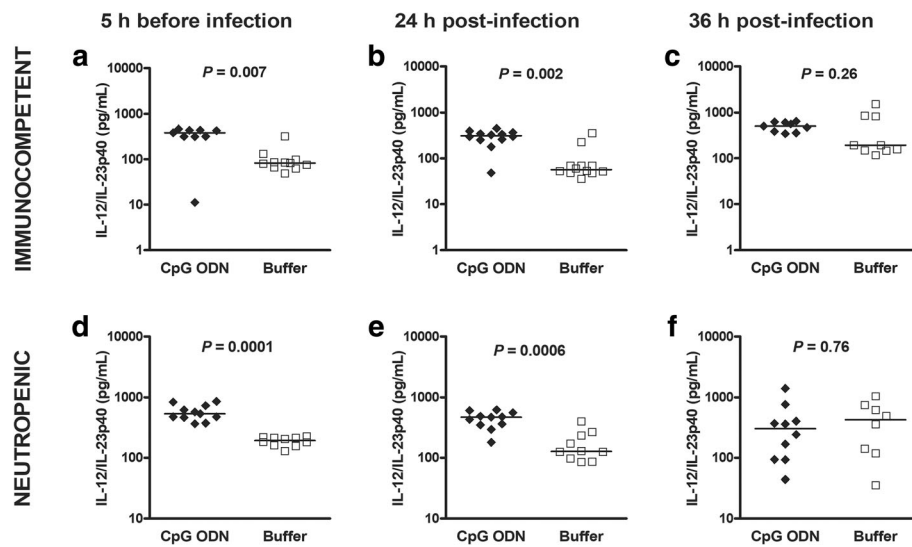 5 h before infection 24 h post-infection 36 h post-infection
IMMUNOCOMPETENT
a
P = 0.007
IL-12/IL-23p40 (pg/mL)
10000
1000
100
10
1
CpG ODN Buffer
b
P = 0.002
IL-12/IL-23p40 (pg/mL)
10000
1000
100
10
1
CpG ODN Buffer
c
P = 0.26
IL-12/IL-23p40 (pg/mL)
10000
1000
100
10
1
CpG ODN Buffer
NEUTROPENIC
d
P = 0.0001
IL-12/IL-23p40 (pg/mL)
10000
1000
100
10
CpG ODN Buffer
e
P = 0.0006
IL-12/IL-23p40 (pg/mL)
10000
1000
100
10
CpG ODN Buffer
f
P = 0.76
IL-12/IL-23p40 (pg/mL)
10000
1000
100
10
CpG ODN Buffer